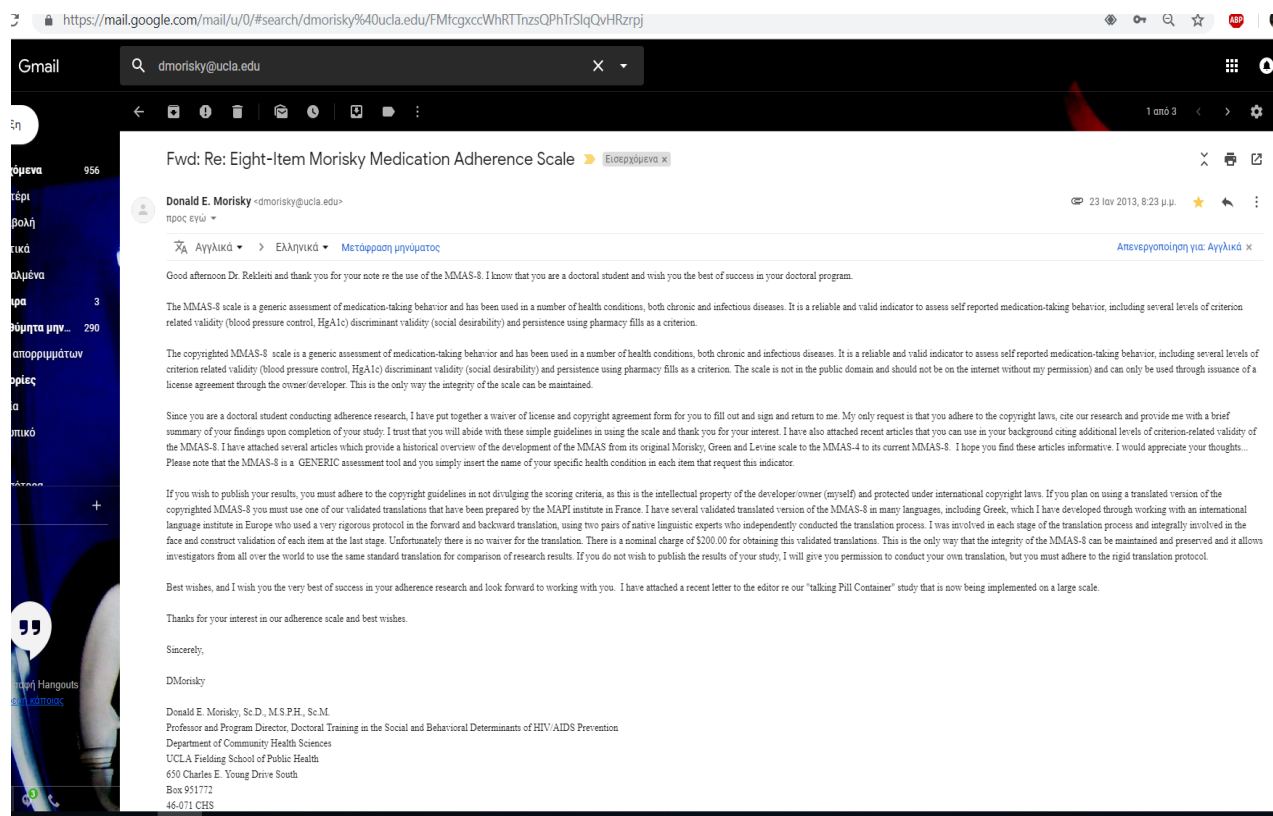 https://mail.google.com/mail/u/0/#search/dmorisky%40ucla.edu/FMfcgxccWhRTTnzsQPhTrSlqQvHRzrpj
ABP
Gmail
dmorisky@ucla.edu
1 από 3
Fwd: Re: Eight-Item Morisky Medication Adherence Scale
Εισερχόμενα x
956
3
290
απορριμμάτων
Donald E. Morisky <dmorisky@ucla.edu>
23 Ιαν 2013, 8:23 μ.μ.
προς εγώ
Αγγλικά > Ελληνικά Μετάφραση μηνύματος
Απενεργοποίηση για: Αγγλικά x
Good afternoon Dr. Rekleiti and thank you for your note re the use of the MMAS-8. I know that you are a doctoral student and wish you the best of success in your doctoral program.
The MMAS-8 scale is a generic assessment of medication-taking behavior and has been used in a number of health conditions, both chronic and infectious diseases. It is a reliable and valid indicator to assess self reported medication-taking behavior, including several levels of criterion
related validity (blood pressure control, HgA1c) discriminant validity (social desirability) and persistence using pharmacy fills as a criterion.
The copyrighted MMAS-8 scale is a generic assessment of medication-taking behavior and has been used in a number of health conditions, both chronic and infectious diseases. It is a reliable and valid indicator to assess self reported medication-taking behavior, including several levels of
criterion related validity (blood pressure control, HgA1c) discriminant validity (social desirability) and persistence using pharmacy fills as a criterion. The scale is not in the public domain and should not be on the internet without my permission) and can only be used through issuance of a
license agreement through the owner/developer. This is the only way the integrity of the scale can be maintained.
Since you are a doctoral student conducting adherence research, I have put together a waiver of license and copyright agreement form for you to fill out and sign and return to me. My only request is that you adhere to the copyright laws, cite our research and provide me with a brief
summary of your findings upon completion of your study. I trust that you will abide with these simple guidelines in using the scale and thank you for your interest. I have also attached recent articles that you can use in your background citing additional levels of criterion-related validity of
the MMAS-8. I have attached several articles which provide a historical overview of the development of the MMAS from its original Morisky, Green and Levine scale to the MMAS-4 to its current MMAS-8. I hope you find these articles informative. I would appreciate your thoughts...
Please note that the MMAS-8 is a GENERIC assessment tool and you simply insert the name of your specific health condition in each item that request this indicator.
If you wish to publish your results, you must adhere to the copyright guidelines in not divulging the scoring criteria, as this is the intellectual property of the developer/owner (myself) and protected under international copyright laws. If you plan on using a translated version of the
copyrighted MMAS-8 you must use one of our validated translations that have been prepared by the MAPI institute in France. I have several validated translated version of the MMAS-8 in many languages, including Greek, which I have developed through working with an international
language institute in Europe who used a very rigorous protocol in the forward and backward translation, using two pairs of native linguistic experts who independently conducted the translation process. I was involved in each stage of the translation process and integrally involved in the
face and construct validation of each item at the last stage. Unfortunately there is no waiver for the translation. There is a nominal charge of $200.00 for obtaining this validated translations. This is the only way that the integrity of the MMAS-8 can be maintained and preserved and it allows
investigators from all over the world to use the same standard translation for comparison of research results. If you do not wish to publish the results of your study, I will give you permission to conduct your own translation, but you must adhere to the rigid translation protocol.
Best wishes, and I wish you the very best of success in your adherence research and look forward to working with you. I have attached a recent letter to the editor re our "talking Pill Container" study that is now being implemented on a large scale.
Thanks for your interest in our adherence scale and best wishes.
Sincerely,
DMorisky
Donald E. Morisky, Sc.D., M.S.P.H., Sc.M.
Professor and Program Director, Doctoral Training in the Social and Behavioral Determinants of HIV/AIDS Prevention
Department of Community Health Sciences
UCLA Fielding School of Public Health
650 Charles E. Young Drive South
Box 951772
46-071 CHS
Hangouts
κάποιας
3